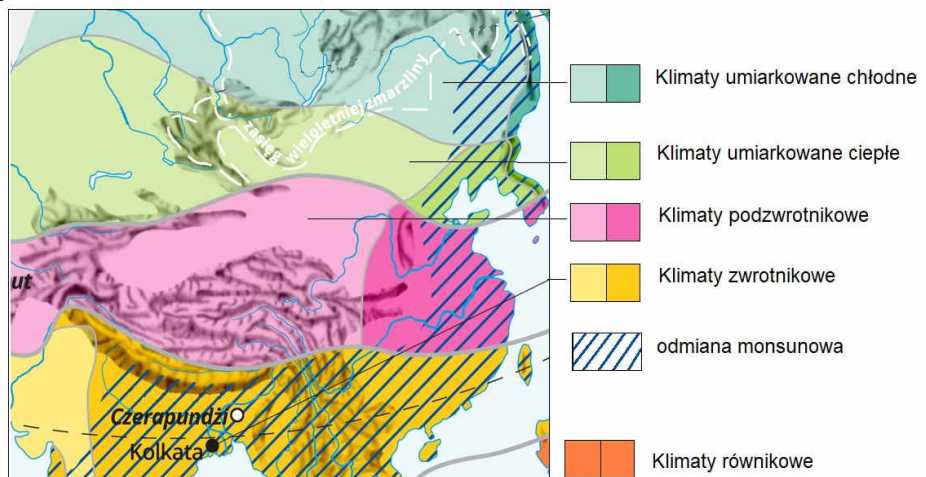 Klimaty umiarkowane chłodne
zasięg wieloletniej zmarzliny
Klimaty umiarkowane ciepłe
Klimaty podzwrotnikowe
ut
Klimaty zwrotnikowe
odmiana monsunowa
Czerapundżi
Kolkata
Klimaty równikowe